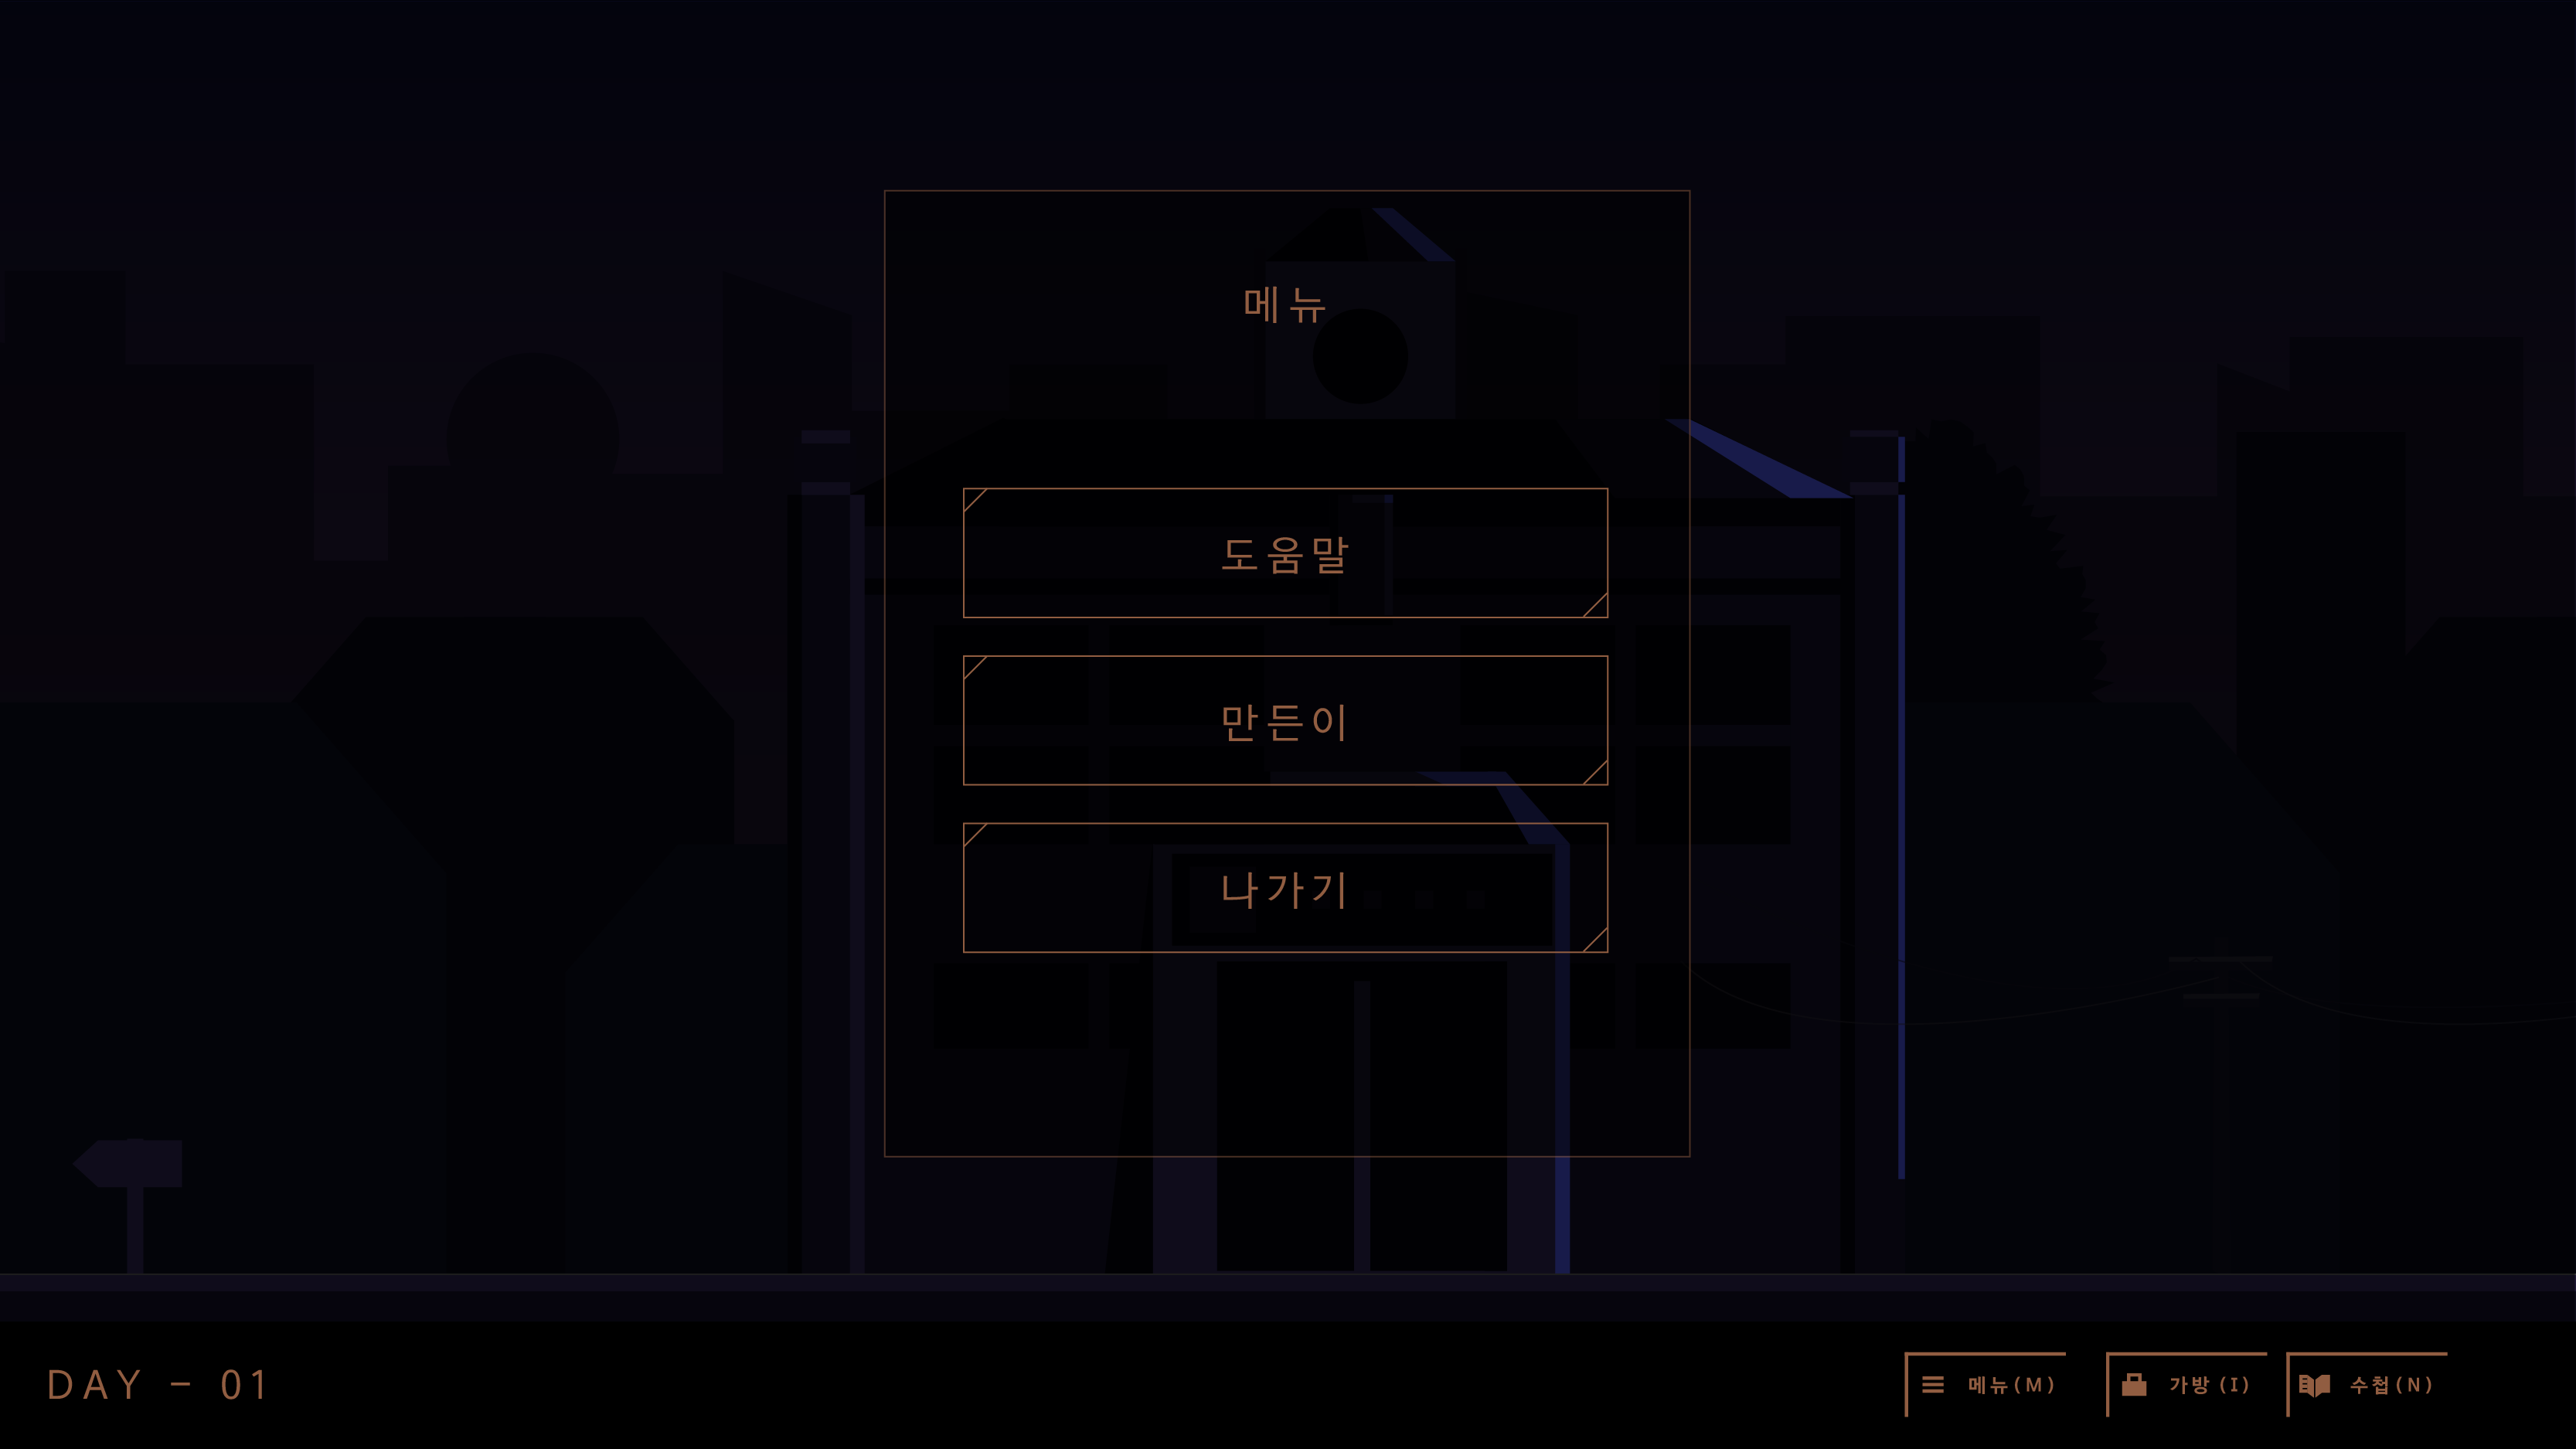 메뉴
도움말
만든이
나가기
DAY - 01
메뉴(M) 가방 (I) 수첩(N)